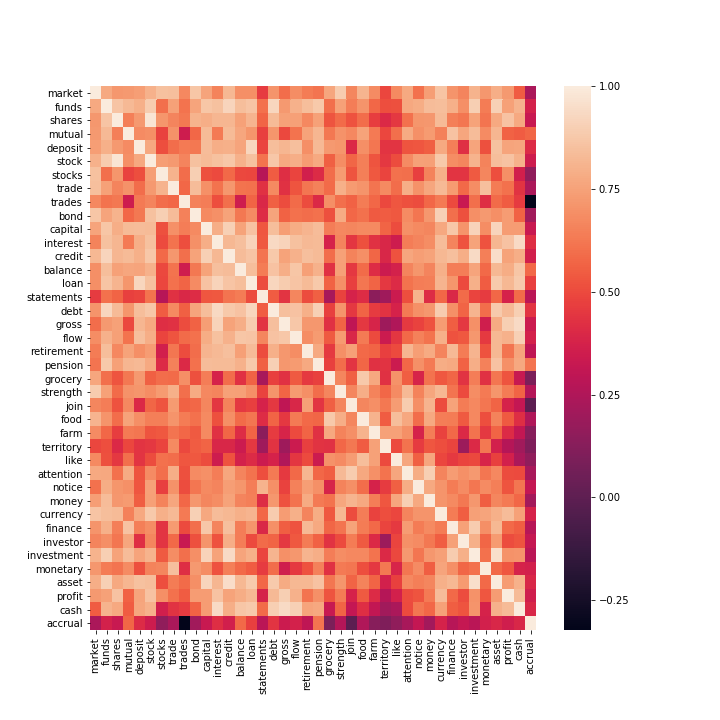 market
funds
shares
mutual
deposit
stock
stocks
trade
trades
bond
capital
interest
credit
balance
loan
statements
debt
gross
flow
retirement
pension
grocery
strength
join
food
farm
territory
like
attention
notice
money
currency
finance
investor
investment
monetary
asset
profit
cash
accrual
market funds shares mutual deposit stock stocks trade trades bond capital interest credit balance loan statements debt gross flow retirement pension grocery strength join food farm territory like attention notice money currency finance investor investment monetary asset profit cash accrual
1.00
0.75
0.50
0.25
0.00
−0.25